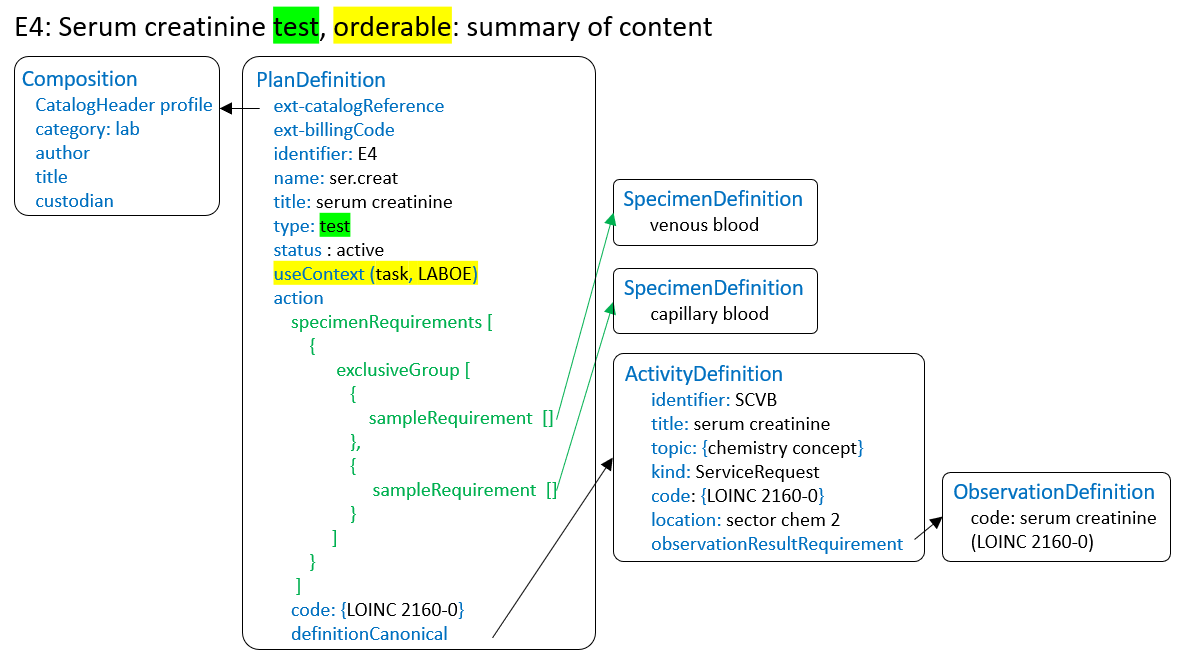 E4: Serum creatinine test, orderable: summary of content
Composition
CatalogHeader profile
category: lab
author
title
custodian
PlanDefinition
ext-catalogReference
ext-billingCode
identifier: E4
name: ser.creat
title: serum creatinine
type: test
status : active
useContext (task, LABOE)
action
specimenRequirements [
{
exclusiveGroup [
{
sampleRequirement []
},
{
sampleRequirement []
}
]
}
]
code: {LOINC 2160-0}
definitionCanonical
SpecimenDefinition
venous blood
SpecimenDefinition
capillary blood
ActivityDefinition
identifier: SCVB
title: serum creatinine
topic: {chemistry concept}
kind: ServiceRequest
code: {LOINC 2160-0}
location: sector chem 2
observationResultRequirement
ObservationDefinition
code: serum creatinine
(LOINC 2160-0)